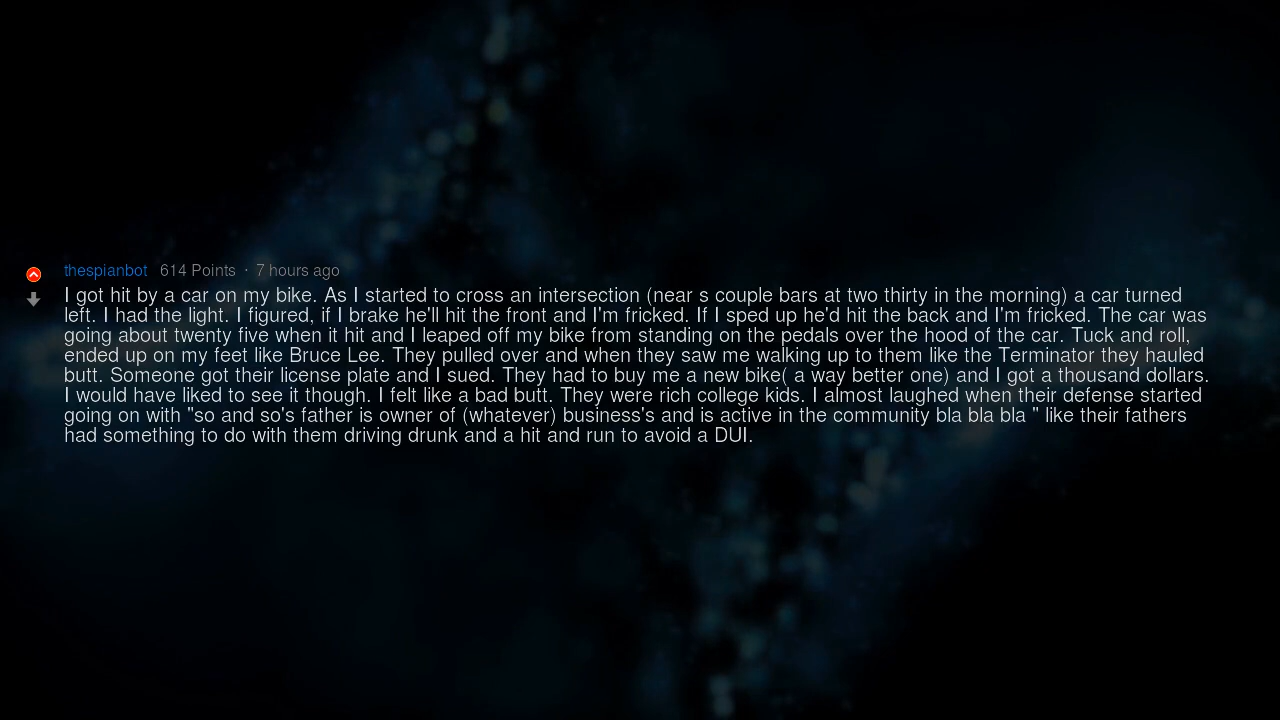 thespianbot 614 Points · 7 hours ago
I got hit by a car on my bike. As I started to cross an intersection (near s couple bars at two thirty in the morning) a car turned
left. I had the light. I figured, if I brake he'll hit the front and I'm fricked. If I sped up he'd hit the back and I'm fricked. The car was
going about twenty five when it hit and I leaped off my bike from standing on the pedals over the hood of the car. Tuck and roll,
ended up on my feet like Bruce Lee. They pulled over and when they saw me walking up to them like the Terminator they hauled
butt. Someone got their license plate and I sued. They had to buy me a new bike( a way better one) and I got a thousand dollars.
I would have liked to see it though. I felt like a bad butt. They were rich college kids. I almost laughed when their defense started
going on with "so and so's father is owner of (whatever) business's and is active in the community bla bla bla " like their fathers
had something to do with them driving drunk and a hit and run to avoid a DUI.